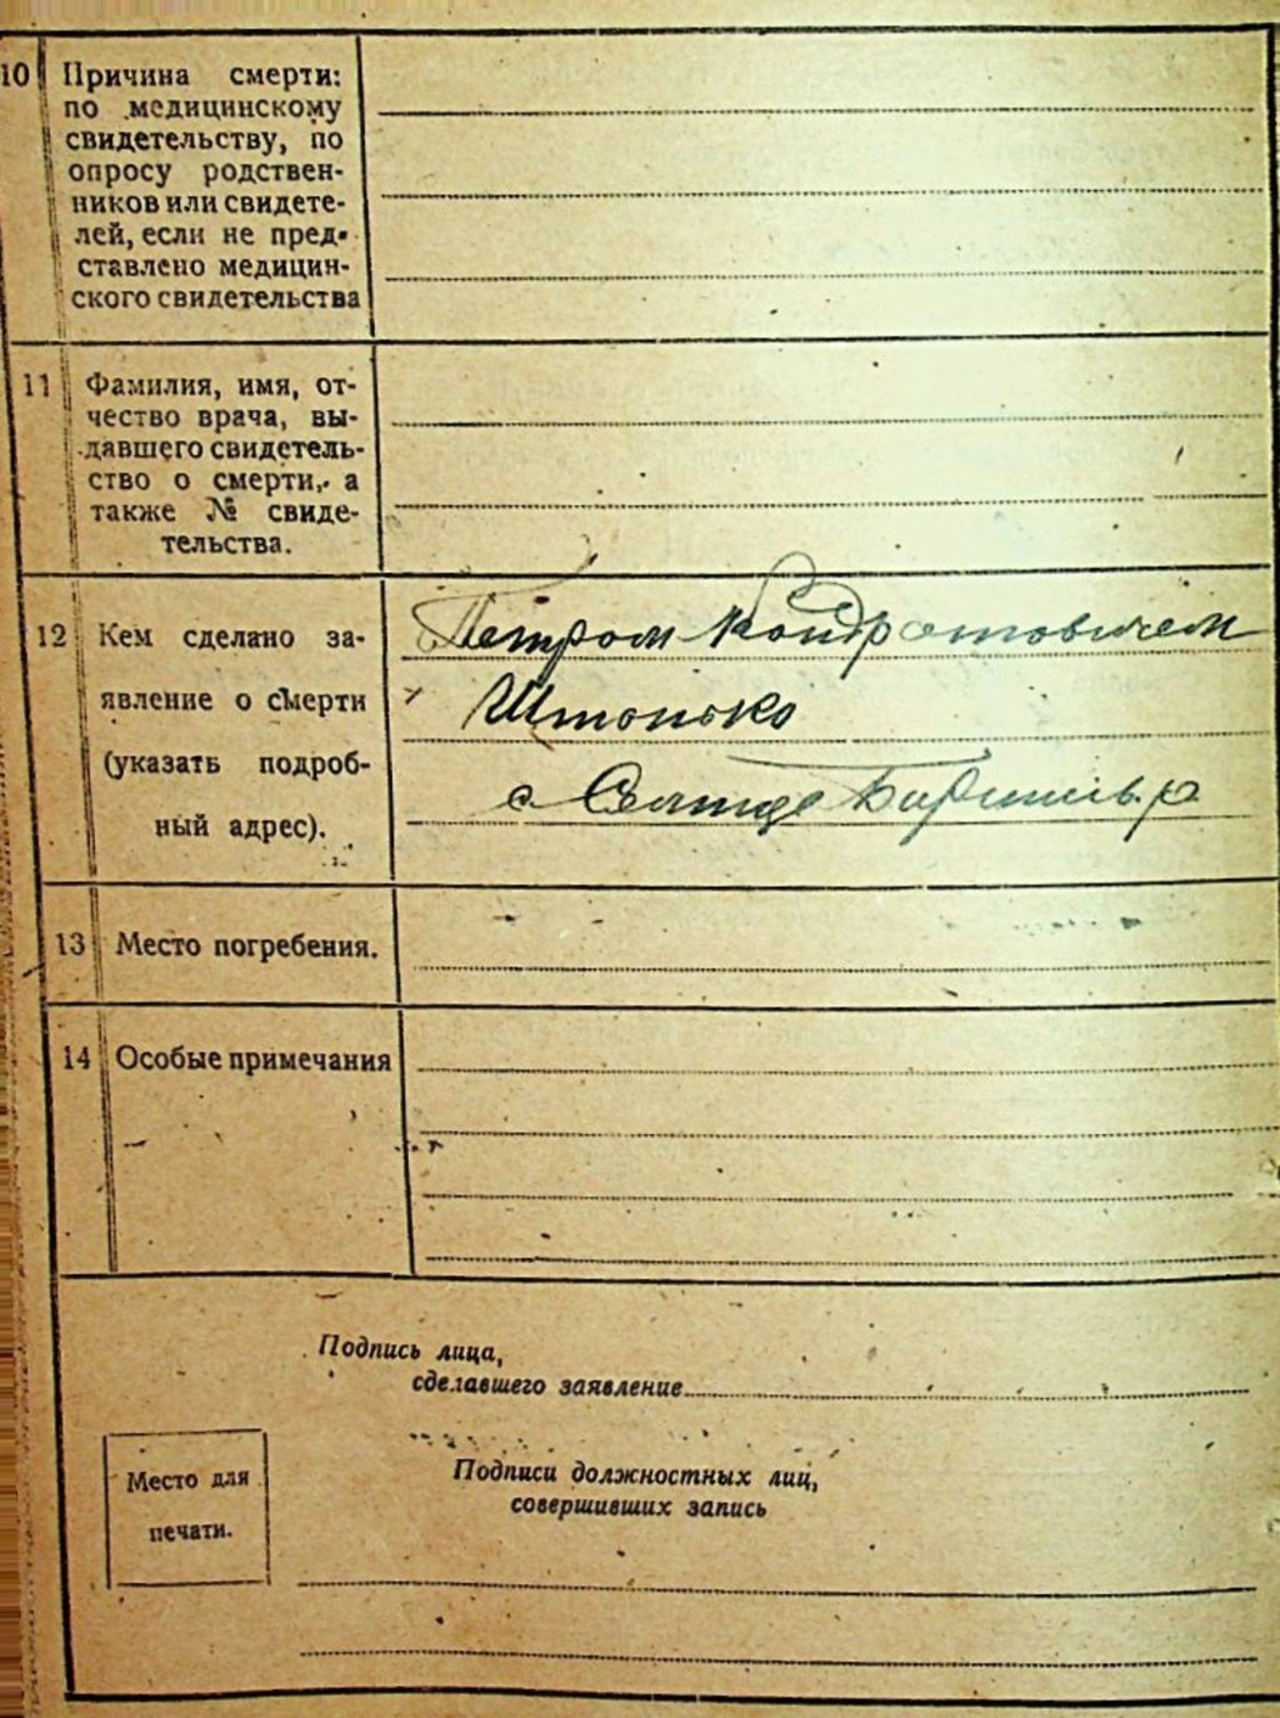 10 Причина смерти:
по медицинскому
свидетельству, по
опросу родствен-
ников или свидете-
лей, если не пред-
ставлено медицин-
ского свидетельства
11 Фамилия, имя, от-
чество врача, вы-
давшего свидетель-
ство о смерти, а
также № свиде-
тельства.
12 Кем сделано за-
явление о смерти
(указать подроб-
ный адрес).
Петром Кондротовичем
с.
13 Место погребения.
14 Особые примечания
Подпись лица,
сделавшего заявление
Место для
печати.
Подписи должностных лиц,
совершивших запись